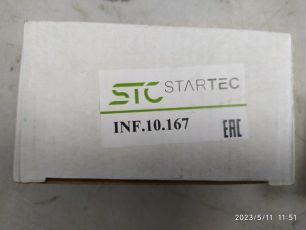 STC STARTEC
INF.10.167
EAC
2023/5/11 11:51